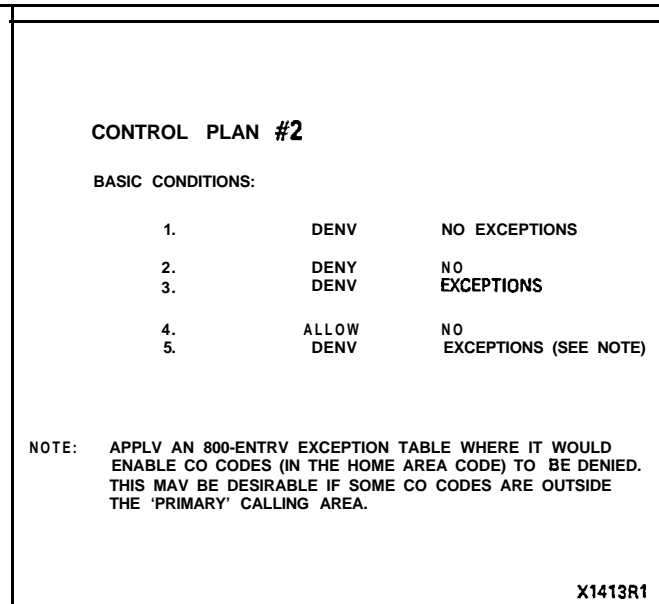 CONTROL PLAN #2
BASIC CONDITIONS:
1. DENV NO EXCEPTIONS
2. DENY NO
3. DENV EXCEPTIONS
4. ALLOW NO
5. DENV EXCEPTIONS (SEE NOTE)
NOTE: APPLV AN 800-ENTRV EXCEPTION TABLE WHERE IT WOULD
ENABLE CO CODES (IN THE HOME AREA CODE) TO BE DENIED.
THIS MAV BE DESIRABLE IF SOME CO CODES ARE OUTSIDE
THE 'PRIMARY' CALLING AREA.
X1413R1